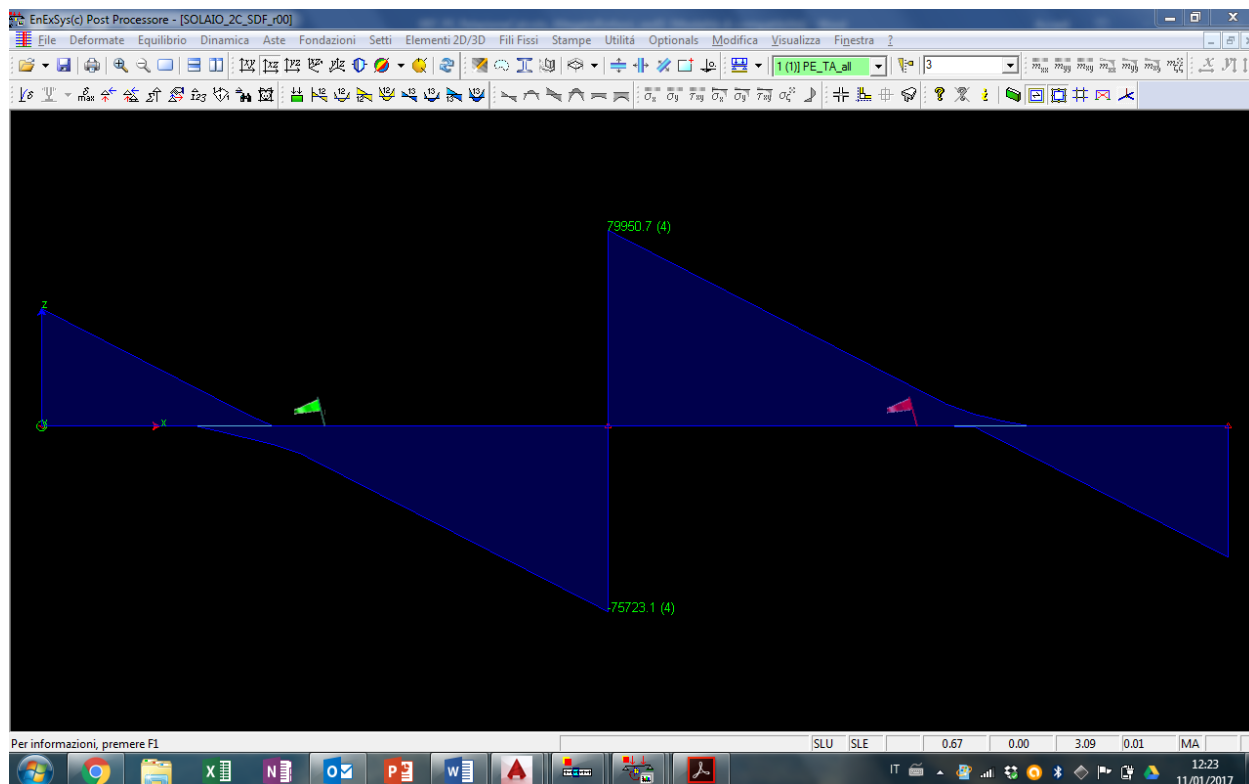 EnExSys(c) Post Processore - [SOLAIO_2C_SDF_r00]
File Deformate Equilibrio Dinamica Aste Fondazioni Setti Elementi 2D/3D Fili Fissi Stampe Utilitá Optionals Modifica Visualizza Finestra ?
1 (1)] PE_TA_all 3
79950.7 (4)
z
Y x
-75723.1 (4)
Per informazioni, premere F1 SLU SLE 0.67 0.00 3.09 0.01 MA
IT 12:23
11/01/2017